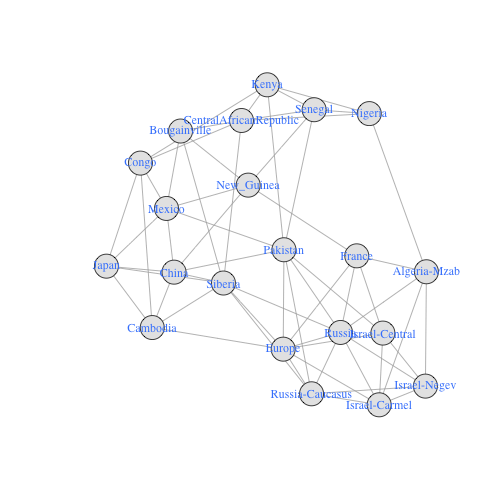 Kenya
Senegal
Nigeria
CentralAfricanRepublic
Bougainville
Congo
New_Guinea
Mexico
Pakistan
France
Japan
China
Siberia
Algeria-Mzab
Cambodia
Russia
Israel-Central
Europe
Russia-Caucasus
Israel-Negev
Israel-Carmel